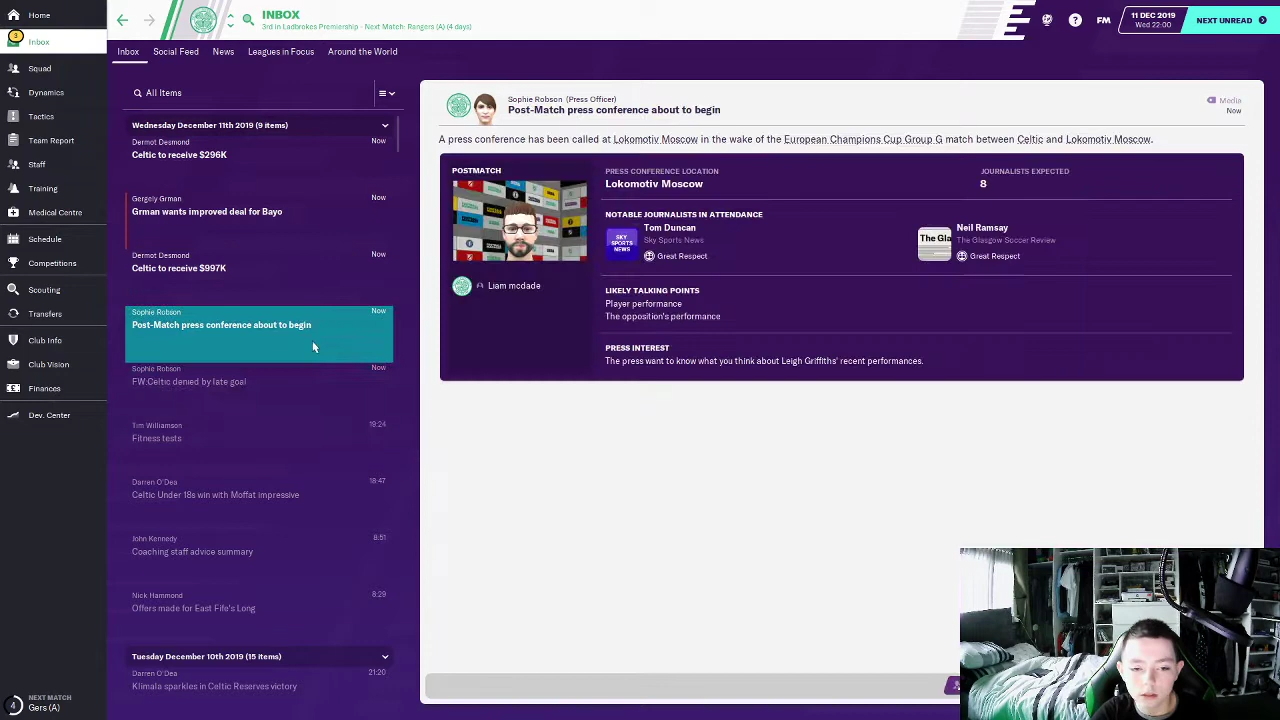 Home
3
Inbox
Squad
Dynamics
Tactics
Team Report
Staff
Training
Medical Centre
Schedule
Competitions
Scouting
Transfers
Club Info
Club Vision
Finances
Dev. Center
4
NEXT MATCH
Gers (A)
INBOX
3rd in Ladbrokes Premiership - Next Match: Rangers (A) (4 days)
FM
11 DEC 2019
Wed 22:00
NEXT UNREAD
Inbox
Social Feed
News
Leagues in Focus
Around the World
All Items
Wednesday December 11th 2019 (9 items)
Dermot Desmond
Now
Celtic to receive $296K
Gergely Grman
Now
Grman wants improved deal for Bayo
Dermot Desmond
Now
Celtic to receive $997K
Sophie Robson
Now
Post-Match press conference about to begin
Sophie Robson
Now
FW:Celtic denied by late goal
Tim Williamson
19:24
Fitness tests
Darren O'Dea
18:47
Celtic Under 18s win with Moffat impressive
John Kennedy
8:51
Coaching staff advice summary
Nick Hammond
8:29
Offers made for East Fife's Long
Tuesday December 10th 2019 (15 items)
Darren O'Dea
21:20
Klimala sparkles in Celtic Reserves victory
Sophie Robson (Press Officer)
Post-Match press conference about to begin
Media
Now
A press conference has been called at Lokomotiv Moscow in the wake of the European Champions Cup Group G match between Celtic and Lokomotiv Moscow.
POSTMATCH
Liam mcdade
PRESS CONFERENCE LOCATION
Lokomotiv Moscow
JOURNALISTS EXPECTED
8
NOTABLE JOURNALISTS IN ATTENDANCE
SKY
SPORTS
NEWS
Tom Duncan
Sky Sports News
Great Respect
The Gla
Neil Ramsay
The Glasgow Soccer Review
Great Respect
LIKELY TALKING POINTS
Player performance
The opposition's performance
PRESS INTEREST
The press want to know what you think about Leigh Griffiths' recent performances.